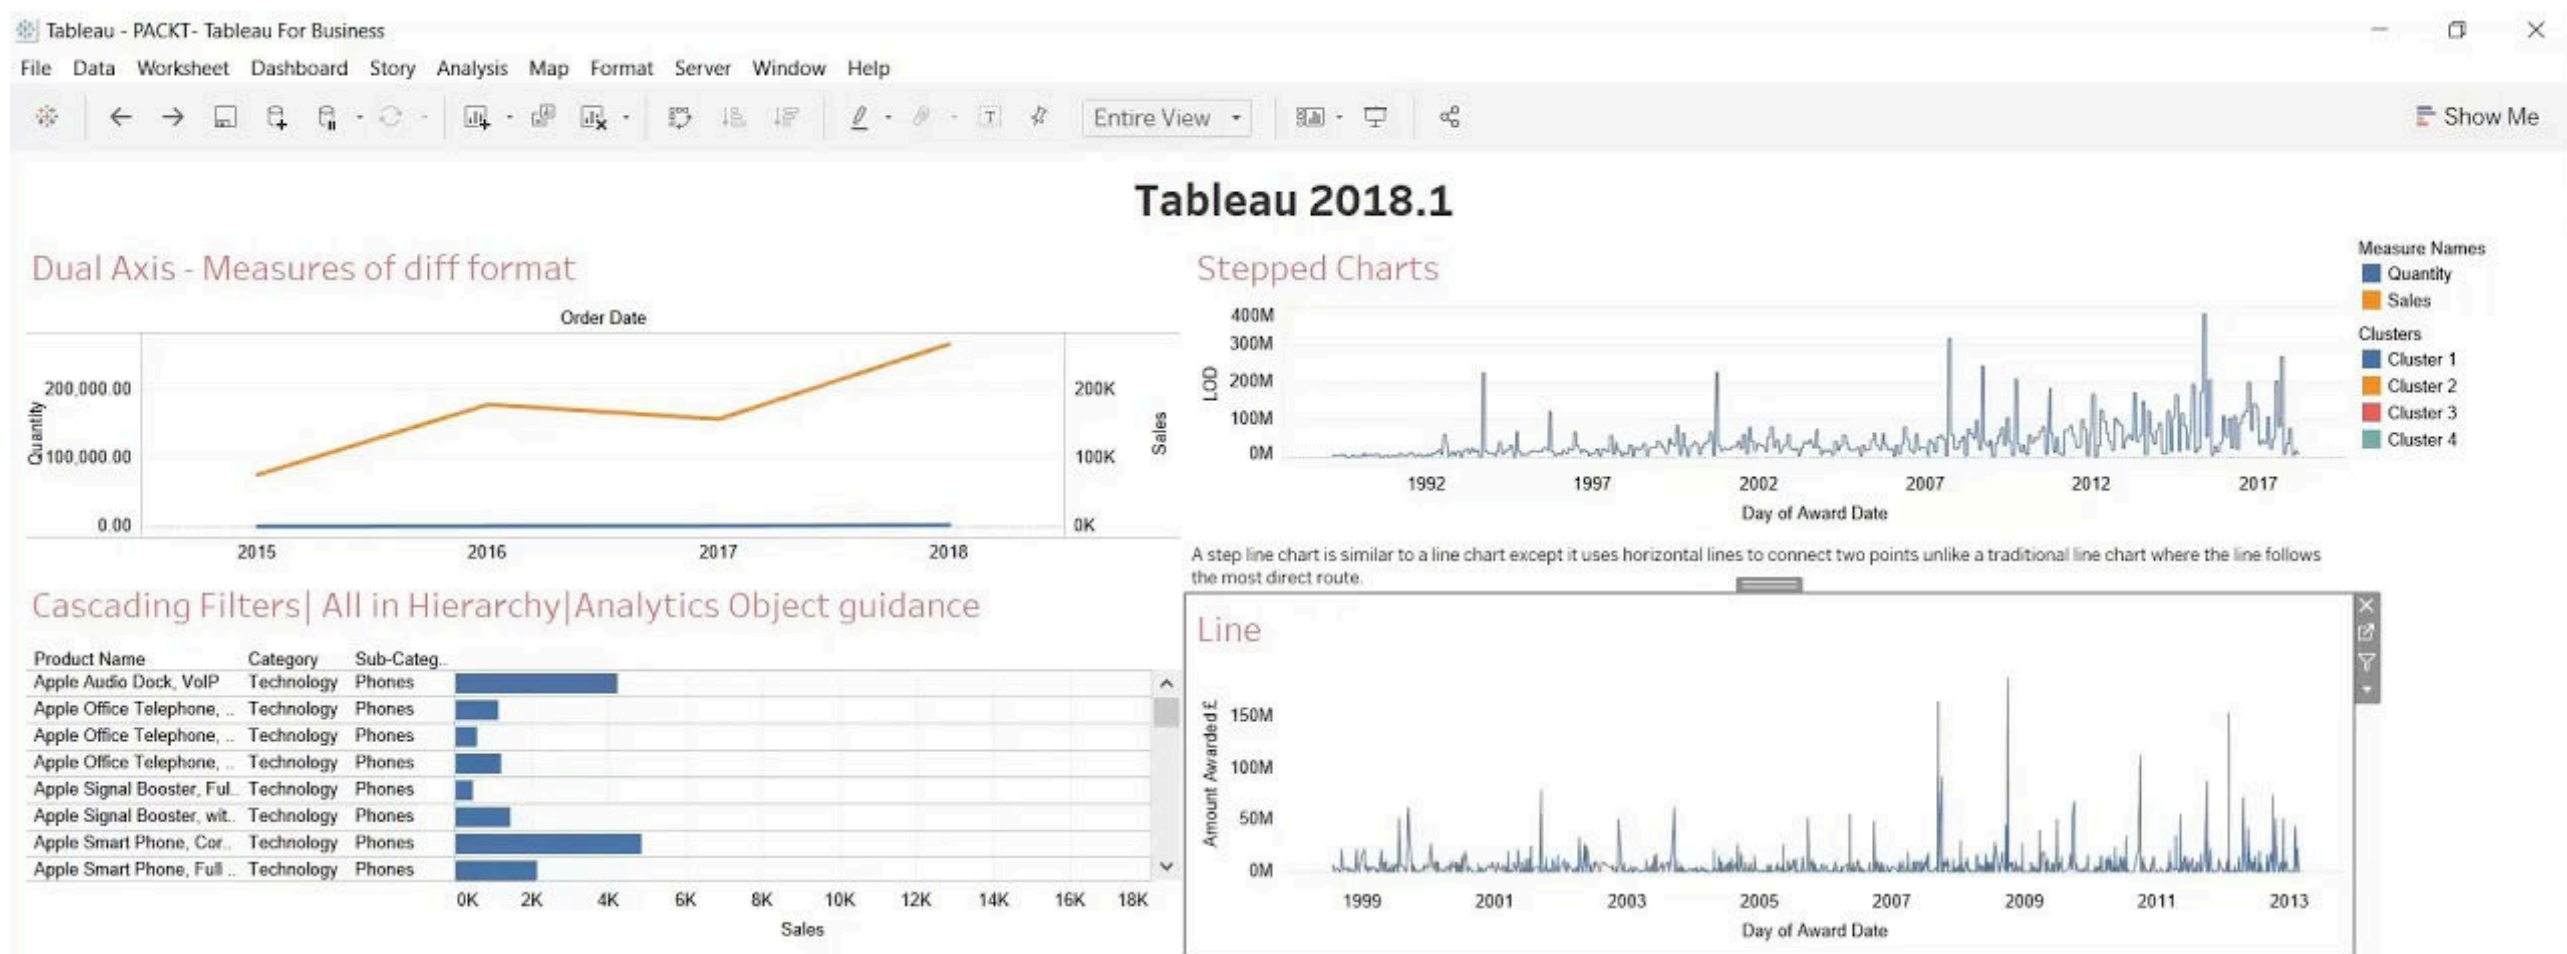 Tableau - PACKT- Tableau For Business
File Data Worksheet Dashboard Story Analysis Map Format Server Window Help
Entire View
Show Me
Tableau 2018.1
Dual Axis - Measures of diff format
Order Date
Quantity
200,000.00
100,000.00
0.00
200K
100K
0K
Sales
2015 2016 2017 2018
Stepped Charts
LOD
400M
300M
200M
100M
0M
1992 1997 2002 2007 2012 2017
Day of Award Date
A step line chart is similar to a line chart except it uses horizontal lines to connect two points unlike a traditional line chart where the line follows
the most direct route.
Measure Names
Quantity
Sales
Clusters
Cluster 1
Cluster 2
Cluster 3
Cluster 4
Cascading Filters| All in Hierarchy|Analytics Object guidance
Product Name Category Sub-Categ..
Apple Audio Dock, VoIP Technology Phones
Apple Office Telephone, .. Technology Phones
Apple Office Telephone, .. Technology Phones
Apple Office Telephone, .. Technology Phones
Apple Signal Booster, Ful.. Technology Phones
Apple Signal Booster, wit.. Technology Phones
Apple Smart Phone, Cor.. Technology Phones
Apple Smart Phone, Full .. Technology Phones
0K 2K 4K 6K 8K 10K 12K 14K 16K 18K
Sales
Line
Amount Awarded £
150M
100M
50M
0M
1999 2001 2003 2005 2007 2009 2011 2013
Day of Award Date